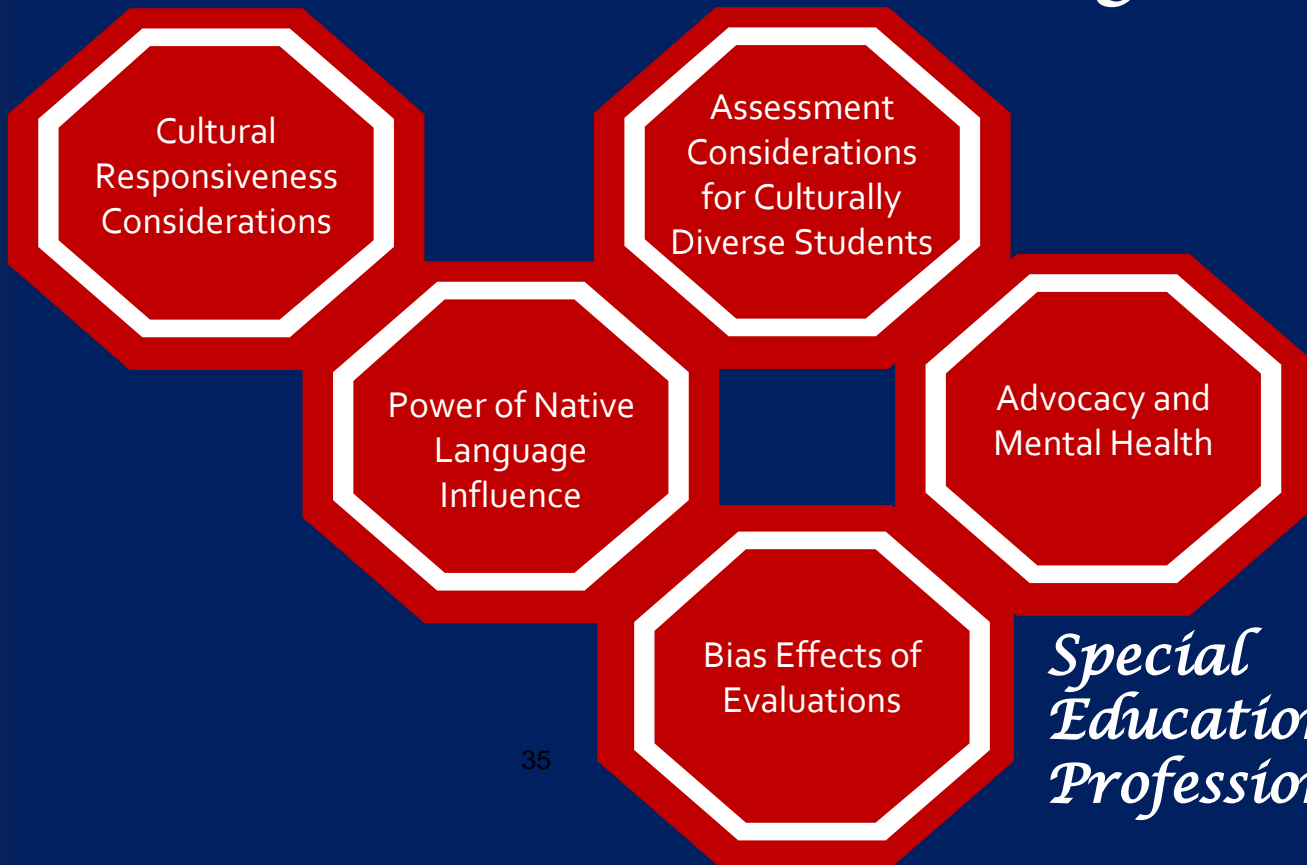 Cultural
Responsiveness
Considerations
Assessment
Considerations
for Culturally
Diverse Students
Power of Native
Language
Influence
Advocacy and
Mental Health
Bias Effects of
Evaluations
35
Special